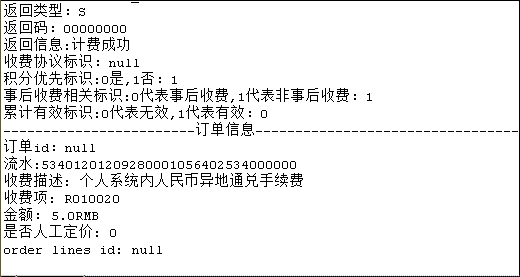 返回类型: S
返回码: 00000000
返回信息:计费成功
收费协议标识: null
积分优先标识:0是,1否: 1
事后收费相关标识:0代表事后收费,1代表非事后收费: 1
累计有效标识:0代表无效,1代表有效: 0
------------------------订单信息---------------------------------
订单id: null
流水:5340120120928000105640253400000​0
收费描述: 个人系统内人民币异地通兑手续费
收费项: R010020
金额: 5.0RMB
是否人工定价: 0
order lines id: null